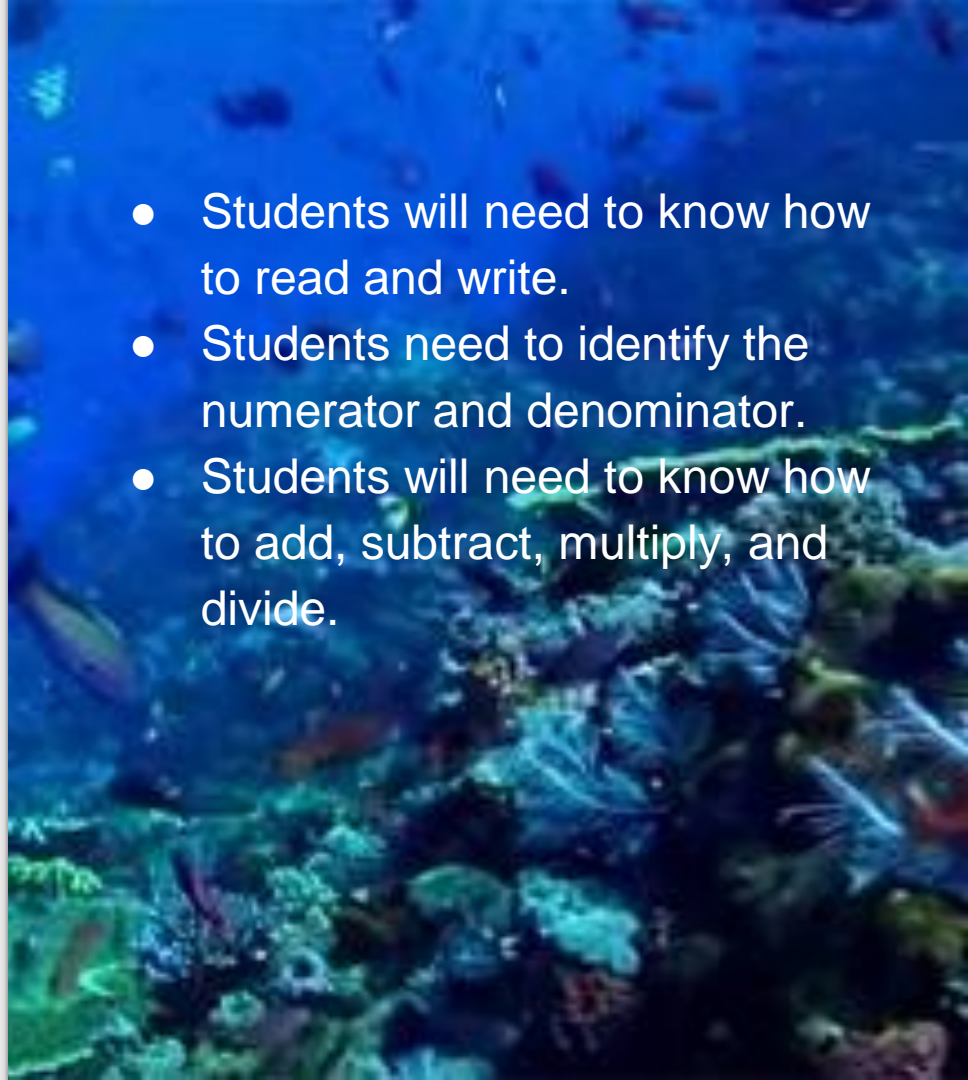 ● Students will need to know how
to read and write.
● Students need to identify the
numerator and denominator.
● Students will need to know how
to add, subtract, multiply, and
divide.